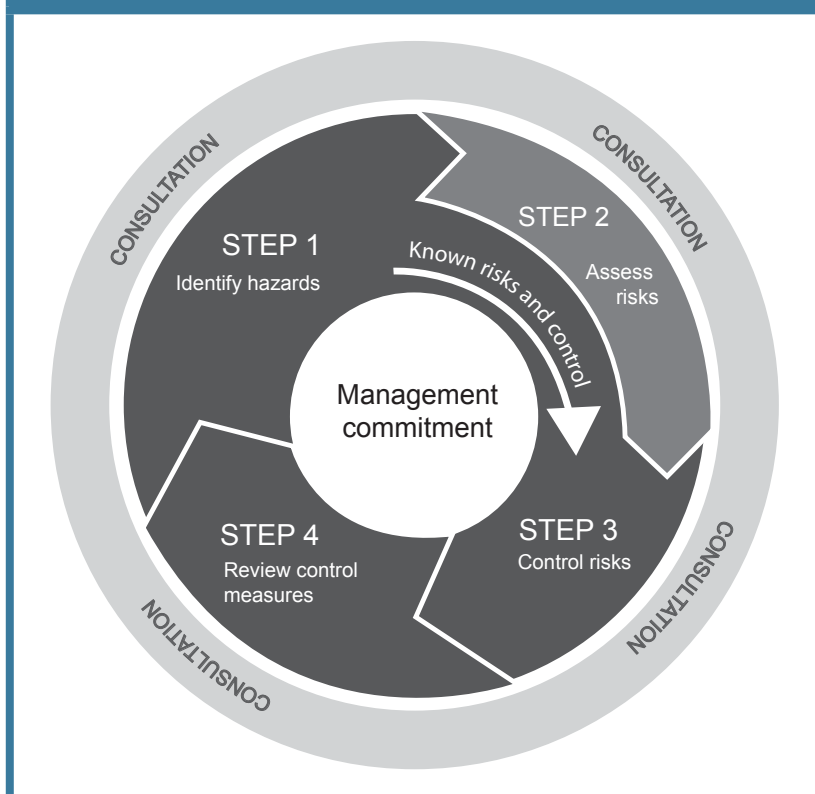 CONSULTATION
CONSULTATION
STEP 1
Identify hazards
STEP 2
Assess
risks
Known risks and control
Management
commitment
STEP 3
Control risks
STEP 4
Review control
measures
CONSULTATION
CONSULTATION